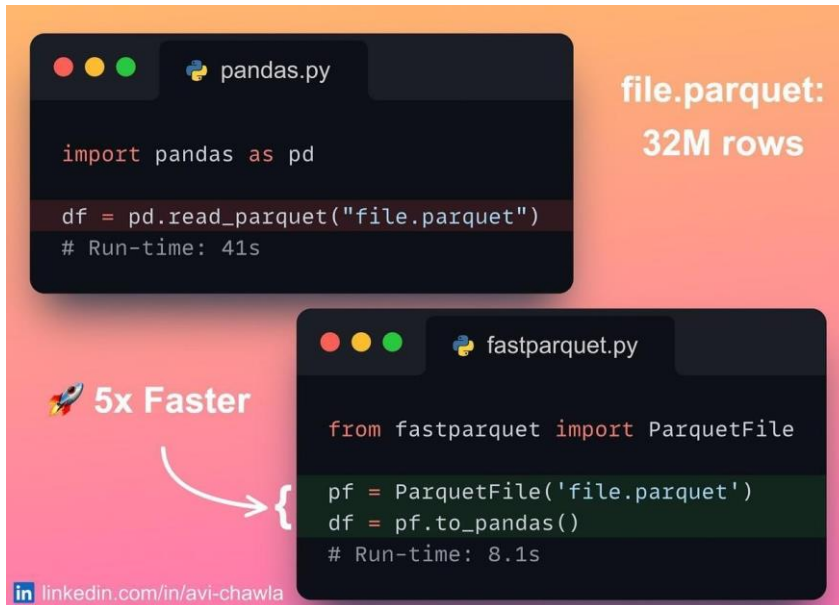 pandas.py
import pandas as pd
df = pd.read_parquet("file.parquet")
# Run-time: 41s
file.parquet:
32M rows
🚀 5x Faster
{
fastparquet.py
from fastparquet import ParquetFile
pf = ParquetFile('file.parquet')
df = pf.to_pandas()
# Run-time: 8.1s
in linkedin.com/in/avi-chawla